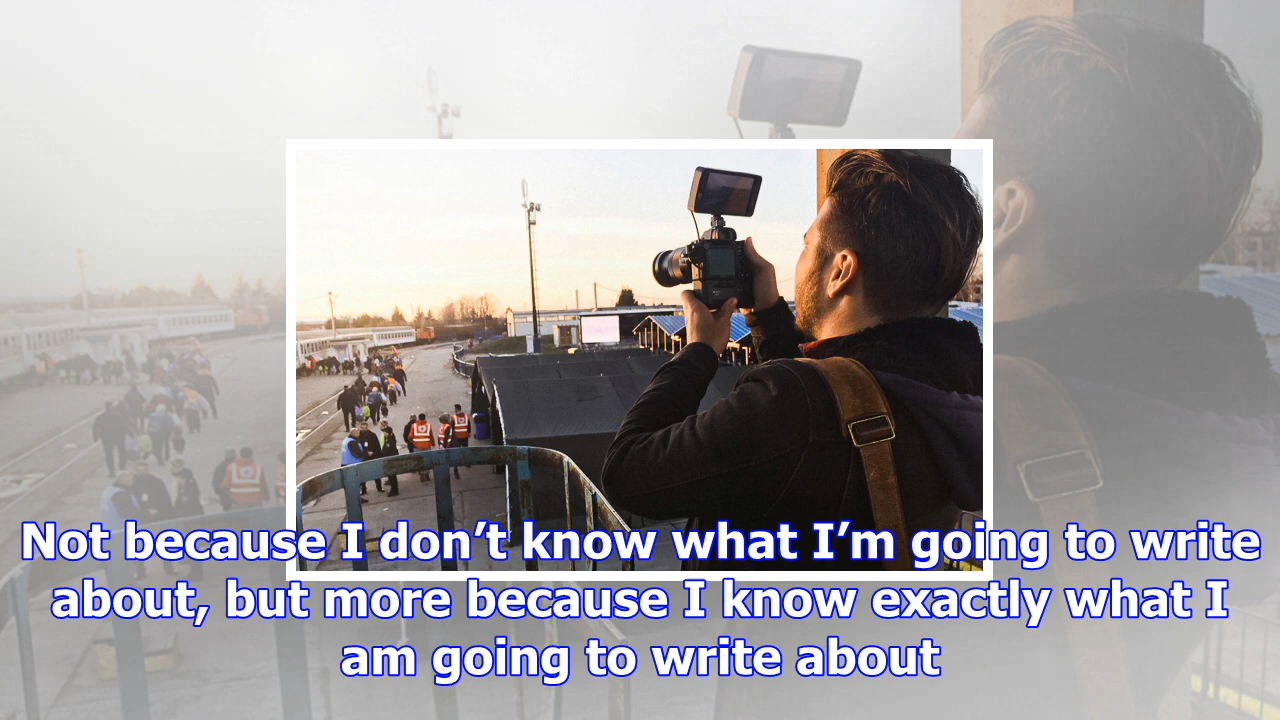 Not because I don’t know what I’m going to write
about, but more because I know exactly what I
am going to write about